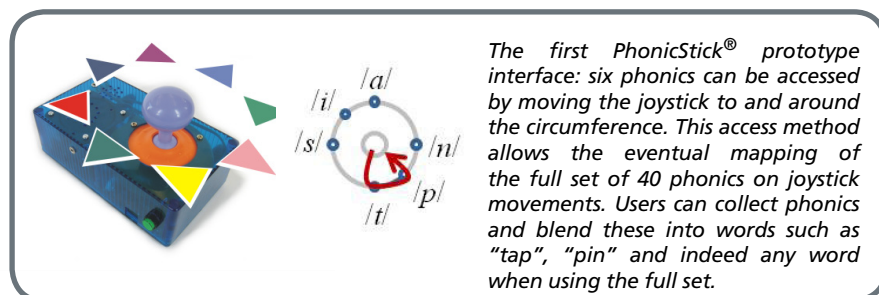 /a/
/i/
/s/
/n/
/p/
/t/
The first PhonicStick® prototype
interface: six phonics can be accessed
by moving the joystick to and around
the circumference. This access method
allows the eventual mapping of
the full set of 40 phonics on joystick
movements. Users can collect phonics
and blend these into words such as
“tap”, “pin” and indeed any word
when using the full set.